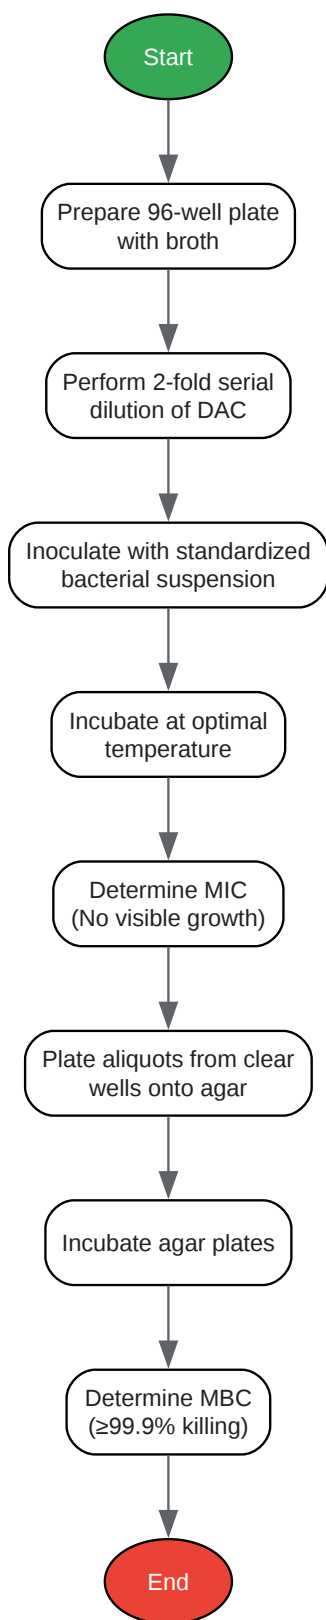 Start
Prepare 96-well plate
with broth
Perform 2-fold serial
dilution of DAC
Inoculate with standardized
bacterial suspension
Incubate at optimal
temperature
Determine MIC
(No visible growth)
Plate aliquots from clear
wells onto agar
Incubate agar plates
Determine MBC
(≥99.9% killing)
End